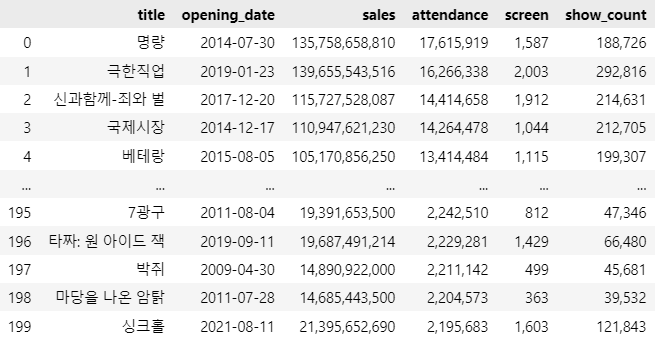 title opening_date sales attendance screen show_count
0 명량 2014-07-30 135,758,658,810 17,615,919 1,587 188,726
1 극한직업 2019-01-23 139,655,543,516 16,266,338 2,003 292,816
2 신과함께-죄와 벌 2017-12-20 115,727,528,087 14,414,658 1,912 214,631
3 국제시장 2014-12-17 110,947,621,230 14,264,478 1,044 212,705
4 베테랑 2015-08-05 105,170,856,250 13,414,484 1,115 199,307
... ... ... ... ... ... ...
195 7광구 2011-08-04 19,391,653,500 2,242,510 812 47,346
196 타짜: 원 아이드 잭 2019-09-11 19,687,491,214 2,229,281 1,429 66,480
197 박쥐 2009-04-30 14,890,922,000 2,211,142 499 45,681
198 마당을 나온 암탉 2011-07-28 14,685,443,500 2,204,573 363 39,532
199 싱크홀 2021-08-11 21,395,652,690 2,195,683 1,603 121,843